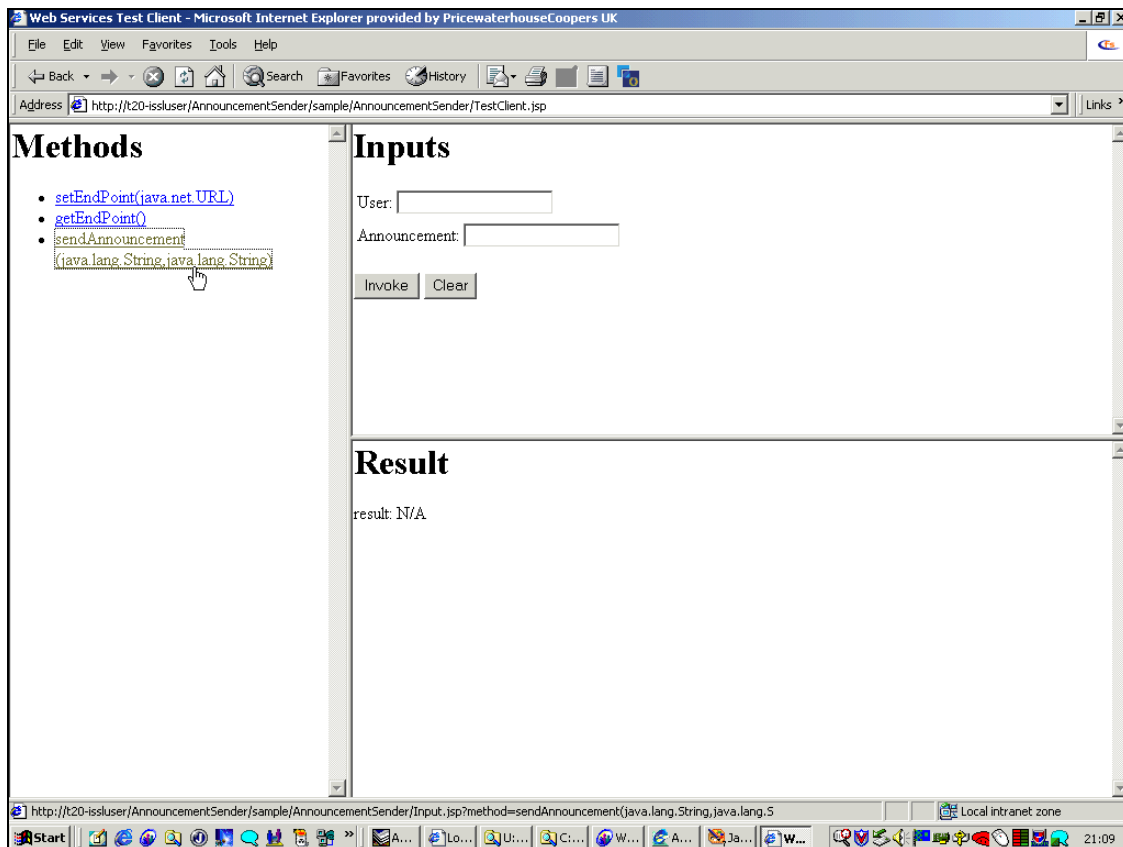 Web Services Test Client - Microsoft Internet Explorer provided by PricewaterhouseCoopers UK
File Edit View Favorites Tools Help
Back Search Favorites History
Address http://t20-issluser/AnnouncementSender/sample/AnnouncementSender/TestClient.jsp Links
Methods
setEndPoint(java.net.URL)
getEndPoint()
sendAnnouncement
(java.lang.String,java.lang.String)
Inputs
User:
Announcement:
Invoke Clear
Result
result: N/A
http://t20-issluser/AnnouncementSender/sample/AnnouncementSender/Input.jsp?method=sendAnnouncement(java.lang.String,java.lang.S Local intranet zone
Start » A... Lo... U:... C:... W... A... Ja... W... 21:09